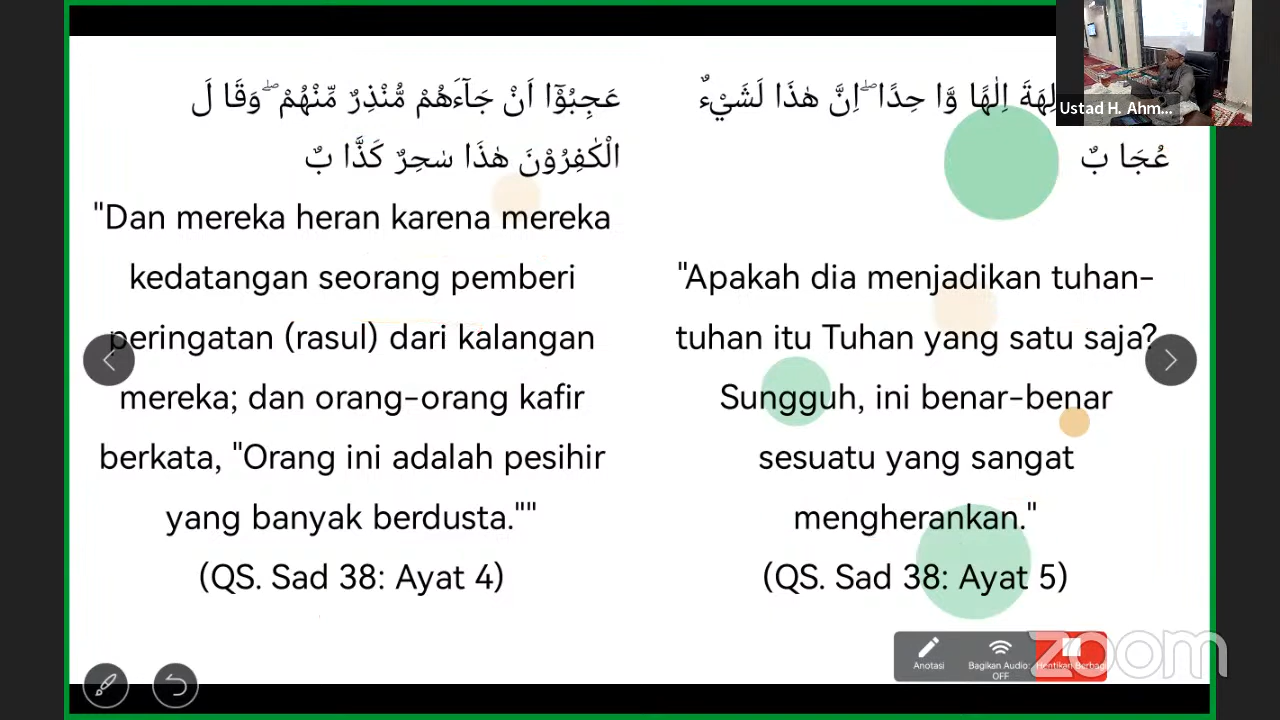 عَجِبُوْۤا اَنْ جَآءَهُمْ مُّنْذِرٌ مِّنْهُمْ ۖ وَقَا لَ
الْكٰفِرُوْنَ هٰذَا سٰحِرٌ كَذَّا بٌ
"Dan mereka heran karena mereka
kedatangan seorang pemberi
peringatan (rasul) dari kalangan
mereka; dan orang-orang kafir
berkata, "Orang ini adalah pesihir
yang banyak berdusta.""
(QS. Sad 38: Ayat 4)
اِلٰهًا وَّا حِدًا ۖ اِنَّ هٰذَا لَشَيْءٌ
عُجَا بٌ
"Apakah dia menjadikan tuhan-
tuhan itu Tuhan yang satu saja?
Sungguh, ini benar-benar
sesuatu yang sangat
mengherankan."
(QS. Sad 38: Ayat 5)
Ustad H. Ahm...
Anotasi
Bagikan Audio:
OFF
Hentikan Berbagi
zoom